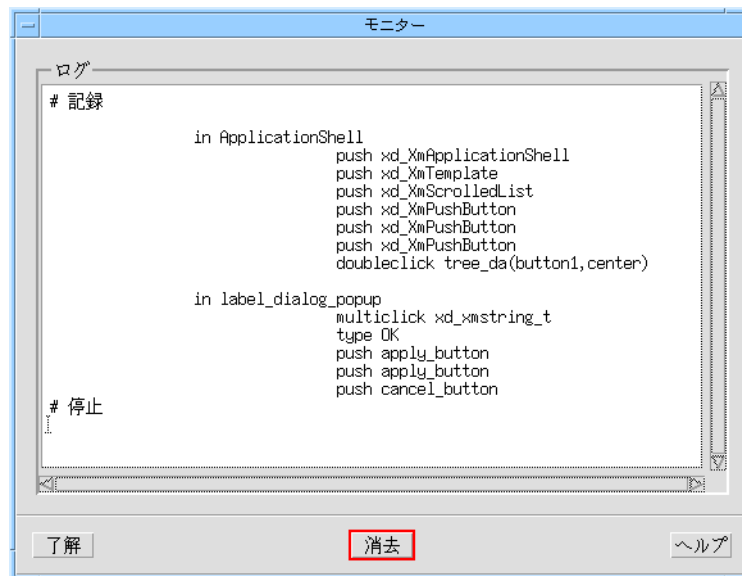 モニター
ログ
# 記録
in ApplicationShell
push xd_XmApplicationShell
push xd_XmTemplate
push xd_XmScrolledList
push xd_XmPushButton
push xd_XmPushButton
push xd_XmPushButton
doubleclick tree_da(button1,center)
in label_dialog_popup
multiclick xd_xmstring_t
type OK
push apply_button
push apply_button
push cancel_button
# 停止
了解 消去 ヘルプ